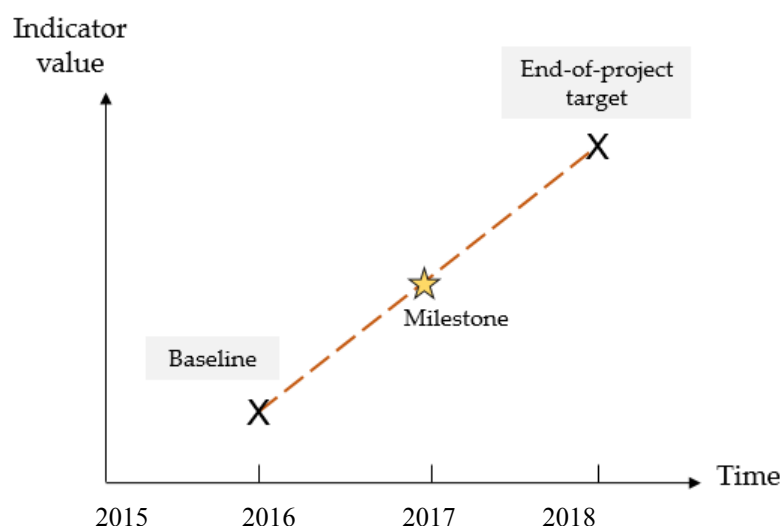 Indicator
value
End-of-project
target
Milestone
Baseline
Time
2015 2016 2017 2018